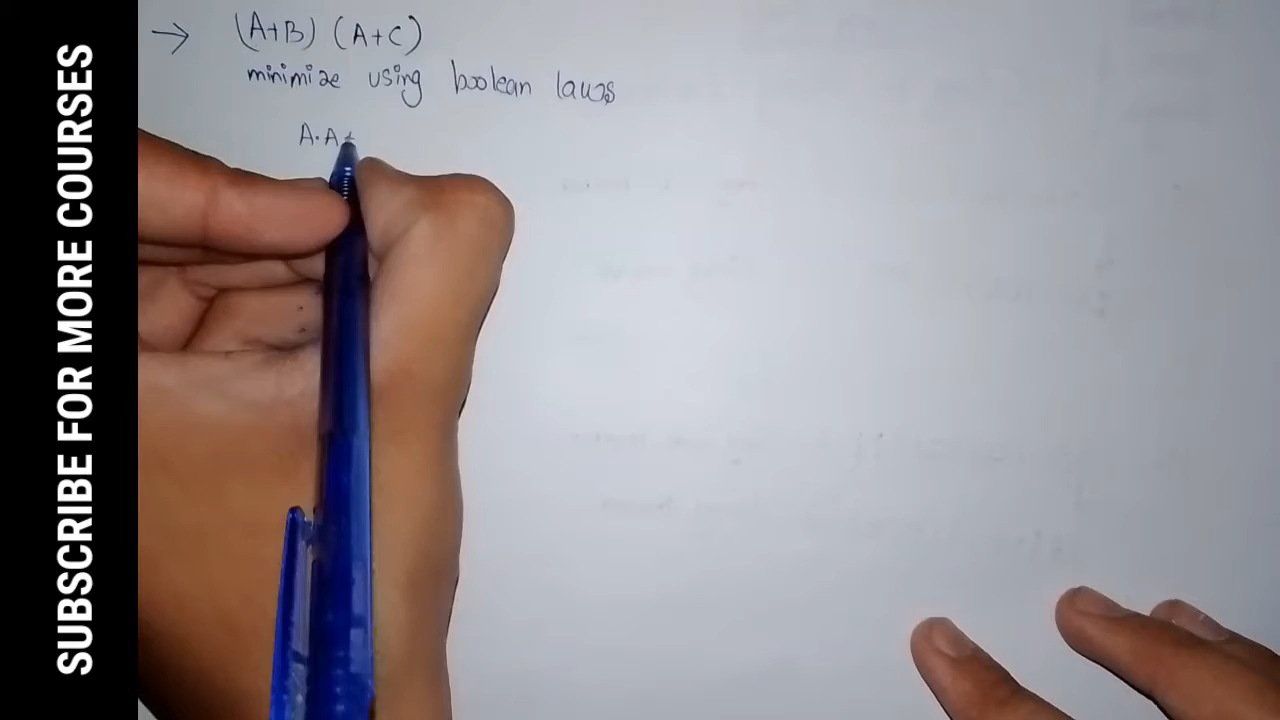 SUBSCRIBE FOR MORE COURSES
→ (A+B) (A+C)
minimize using boolean laws
A·A+